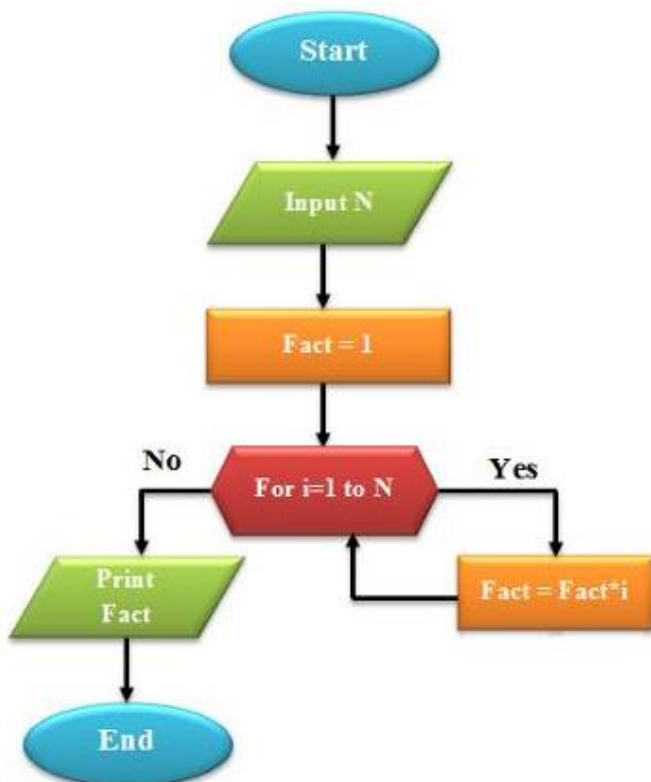 Start
Input N
Fact = 1
No
For i=1 to N
Yes
Print
Fact
Fact = Fact*i
End